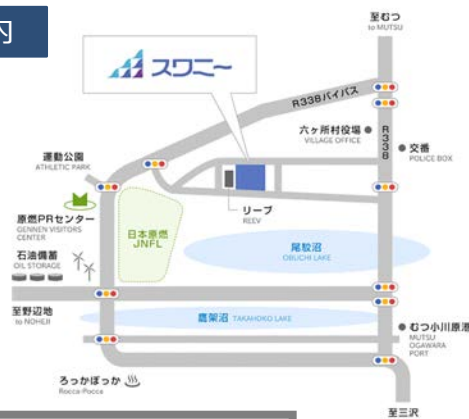 内
至むつ
to MUTSU
スワニー
R338バイパス
六ヶ所村役場
VILLAGE OFFICE
R338
交番
POLICE BOX
運動公園
ATHLETIC PARK
リーブ
REEV
原燃PRセンター
GENNEN VISITORS
CENTER
日本原燃
JNFL
尾駮沼
OBUCHI LAKE
石油備蓄
OIL STORAGE
至野辺地
to NOHEJI
鷹架沼 TAKAHOKO LAKE
むつ小川原港
MUTSU
OGAWARA
PORT
ろっかぽっか
Rocca-Pocca
至三沢